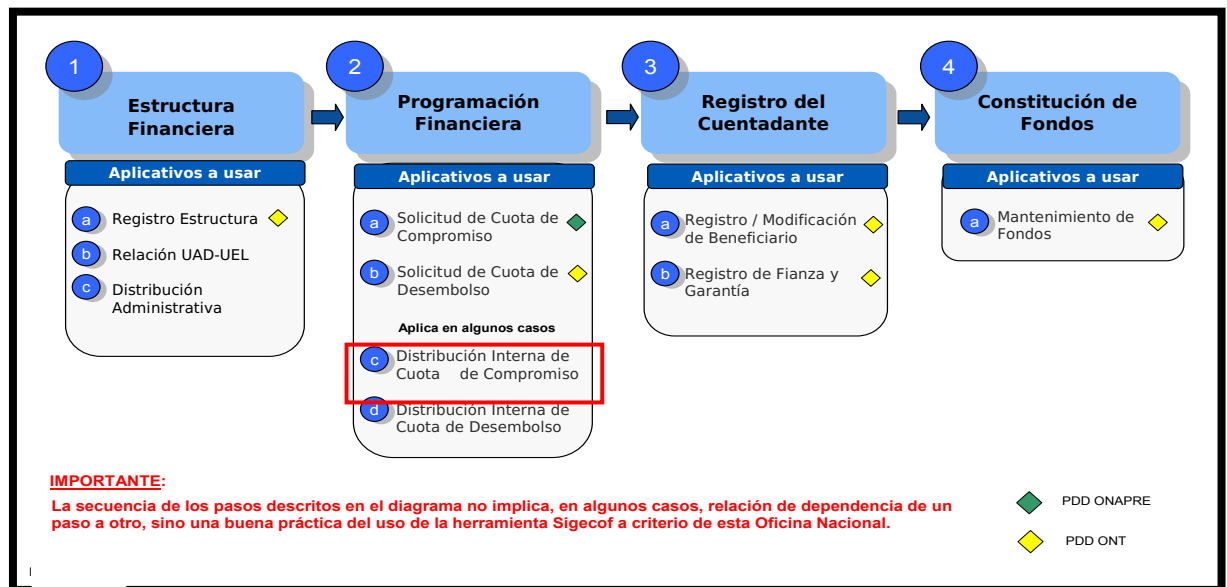 1
Estructura
Financiera
Aplicativos a usar
a Registro Estructura
b Relación UAD-UEL
c Distribución
Administrativa
2
Programación
Financiera
Aplicativos a usar
a Solicitud de Cuota de
Compromiso
b Solicitud de Cuota de
Desembolso
Aplica en algunos casos
c Distribución Interna de
Cuota de Compromiso
d Distribución Interna de
Cuota de Desembolso
3
Registro del
Cuentadante
Aplicativos a usar
a Registro / Modificación
de Beneficiario
b Registro de Fianza y
Garantía
4
Constitución de
Fondos
Aplicativos a usar
a Mantenimiento de
Fondos
IMPORTANTE:
La secuencia de los pasos descritos en el diagrama no implica, en algunos casos, relación de dependencia de un
paso a otro, sino una buena práctica del uso de la herramienta Sigecof a criterio de esta Oficina Nacional.
PDD ONAPRE
PDD ONT